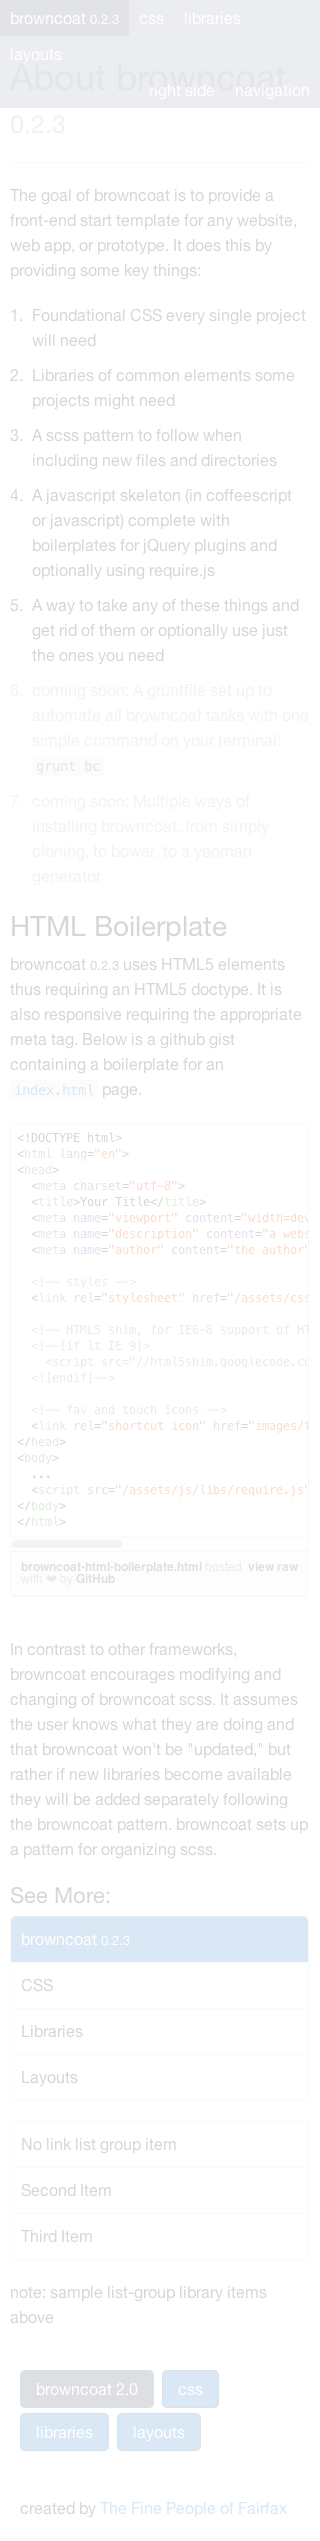 browncoat 0.2.3 css libraries
layouts
right side navigation
About browncoat
0.2.3
The goal of browncoat is to provide a
front-end start template for any website,
web app, or prototype. It does this by
providing some key things:
1. Foundational CSS every single project
will need
2. Libraries of common elements some
projects might need
3. A scss pattern to follow when
including new files and directories
4. A javascript skeleton (in coffeescript
or javascript) complete with
boilerplates for jQuery plugins and
optionally using require.js
5. A way to take any of these things and
get rid of them or optionally use just
the ones you need
6. coming soon: A gruntfile set up to
automate all browncoat tasks with one
simple command on your terminal:
grunt bc
7. coming soon: Multiple ways of
installing browncoat, from simply
cloning, to bower, to a yeoman
generator
HTML Boilerplate
browncoat 0.2.3 uses HTML5 elements
thus requiring an HTML5 doctype. It is
also responsive requiring the appropriate
meta tag. Below is a github gist
containing a boilerplate for an
index.html page.
<!DOCTYPE html>
<html lang="en">
<head>
<meta charset="utf-8">
<title>Your Title</title>
<meta name="viewport" content="width=dev
<meta name="description" content="a webs
<meta name="author" content="the author"
<!-- styles -->
<link rel="stylesheet" href="/assets/css
<!-- HTML5 shim, for IE6-8 support of HT
<!--[if lt IE 9]>
<script src="//html5shim.googlecode.co
<![endif]-->
<!-- fav and touch icons -->
<link rel="shortcut icon" href="images/f
</head>
<body>
...
<script src="/assets/js/libs/require.js"
</body>
</html>
browncoat-html-boilerplate.html hosted view raw
with ❤ by GitHub
In contrast to other frameworks,
browncoat encourages modifying and
changing of browncoat scss. It assumes
the user knows what they are doing and
that browncoat won't be "updated," but
rather if new libraries become available
they will be added separately following
the browncoat pattern. browncoat sets up
a pattern for organizing scss.
See More:
browncoat 0.2.3
CSS
Libraries
Layouts
No link list group item
Second Item
Third Item
note: sample list-group library items
above
browncoat 2.0 css
libraries layouts
created by The Fine People of Fairfax